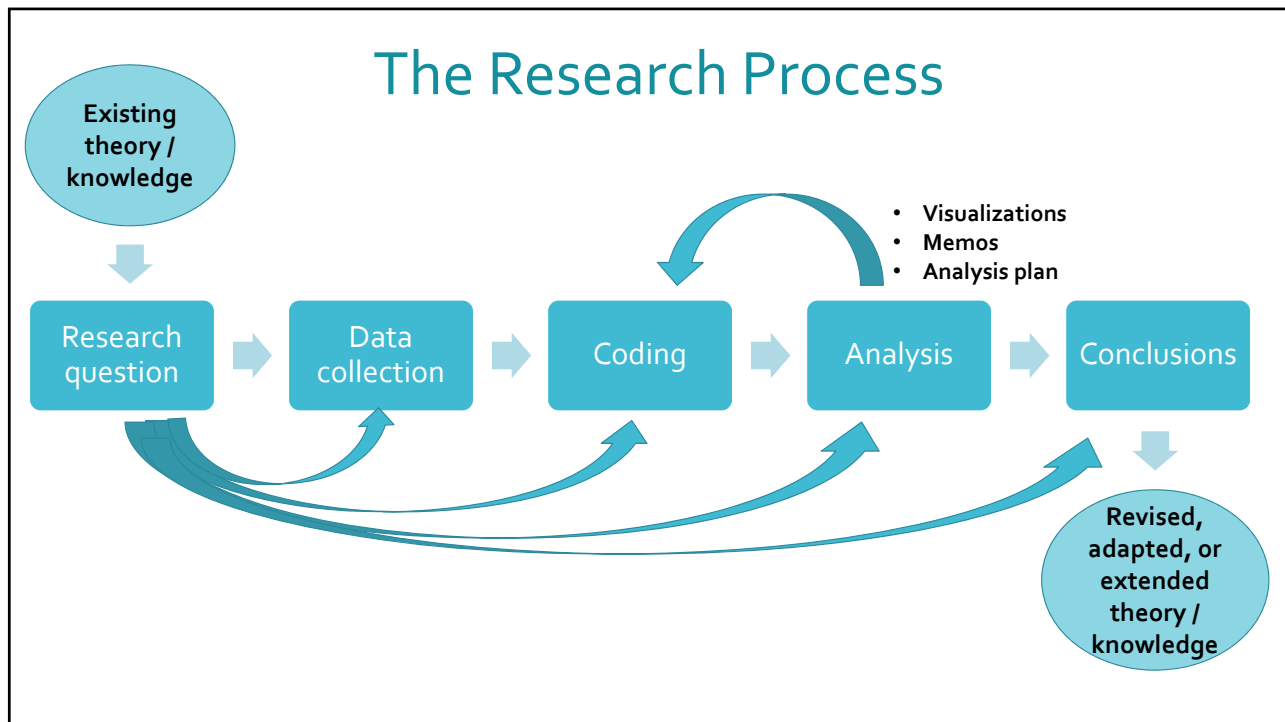 The Research Process
Existing
theory /
knowledge
• Visualizations
• Memos
• Analysis plan
Research
question
Data
collection
Coding
Analysis
Conclusions
Revised,
adapted, or
extended
theory /
knowledge